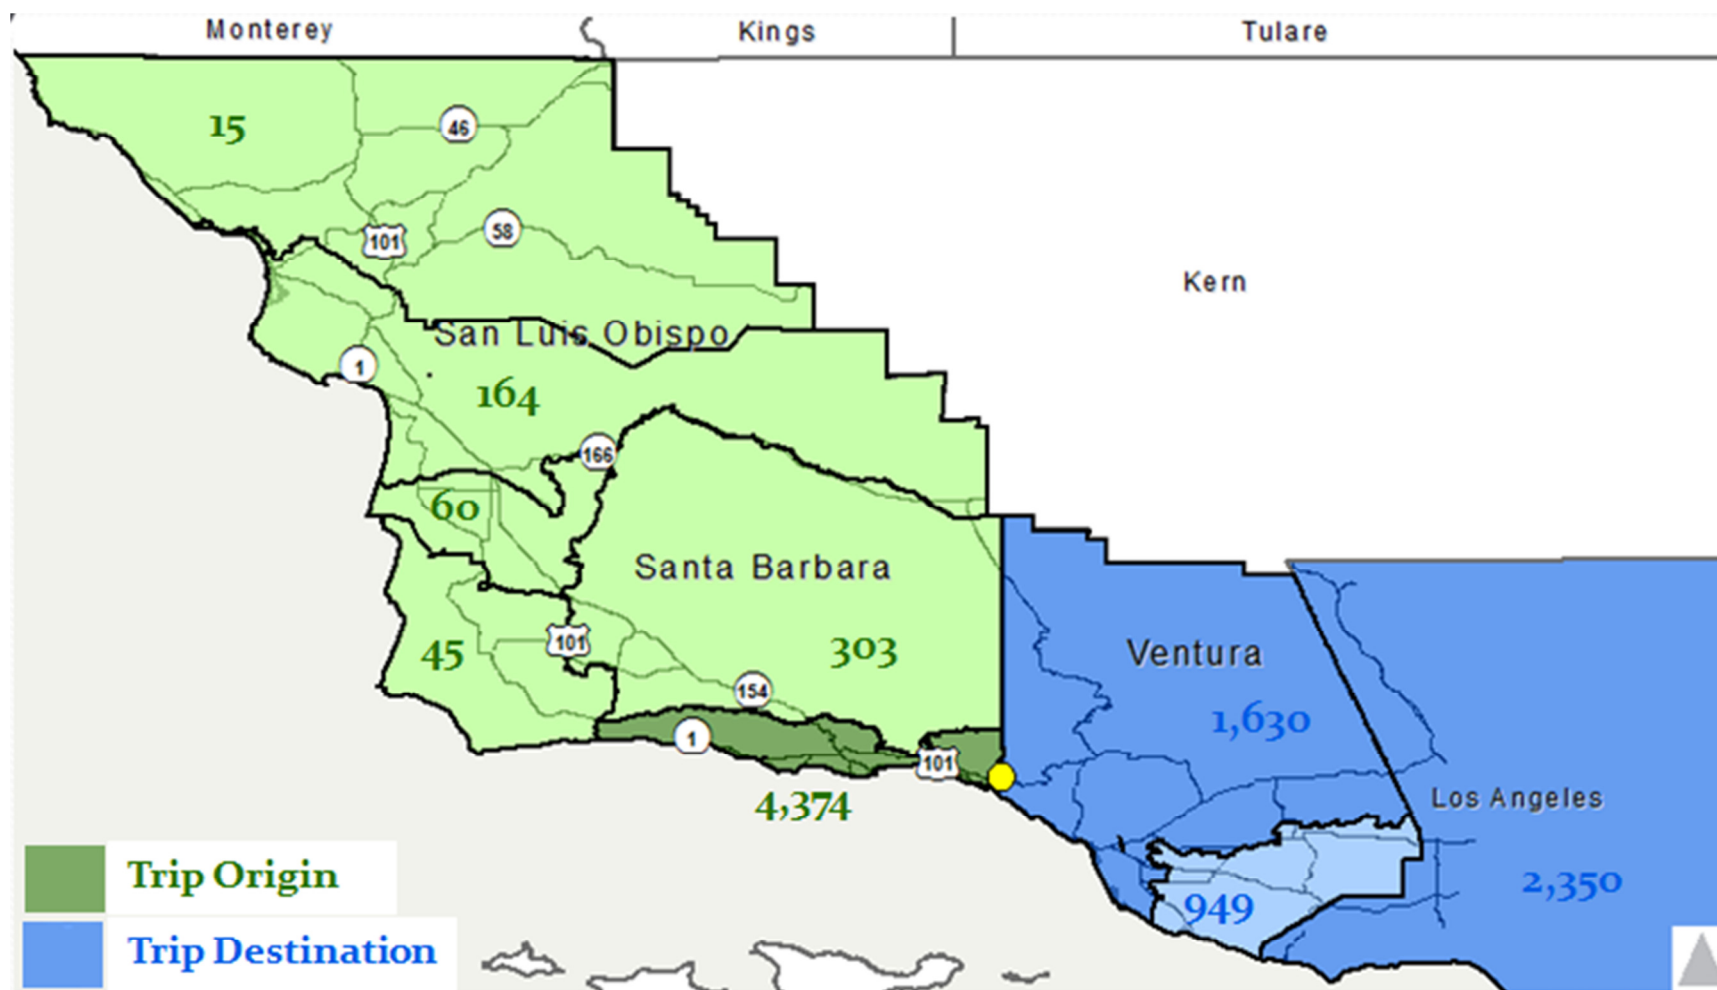 Monterey
Kings
Tulare
15
46
101
58
Kern
San Luis Obispo
1
164
166
60
Santa Barbara
45
101
303
154
Ventura
1,630
1
101
4,374
Los Angeles
Trip Origin
949
2,350
Trip Destination